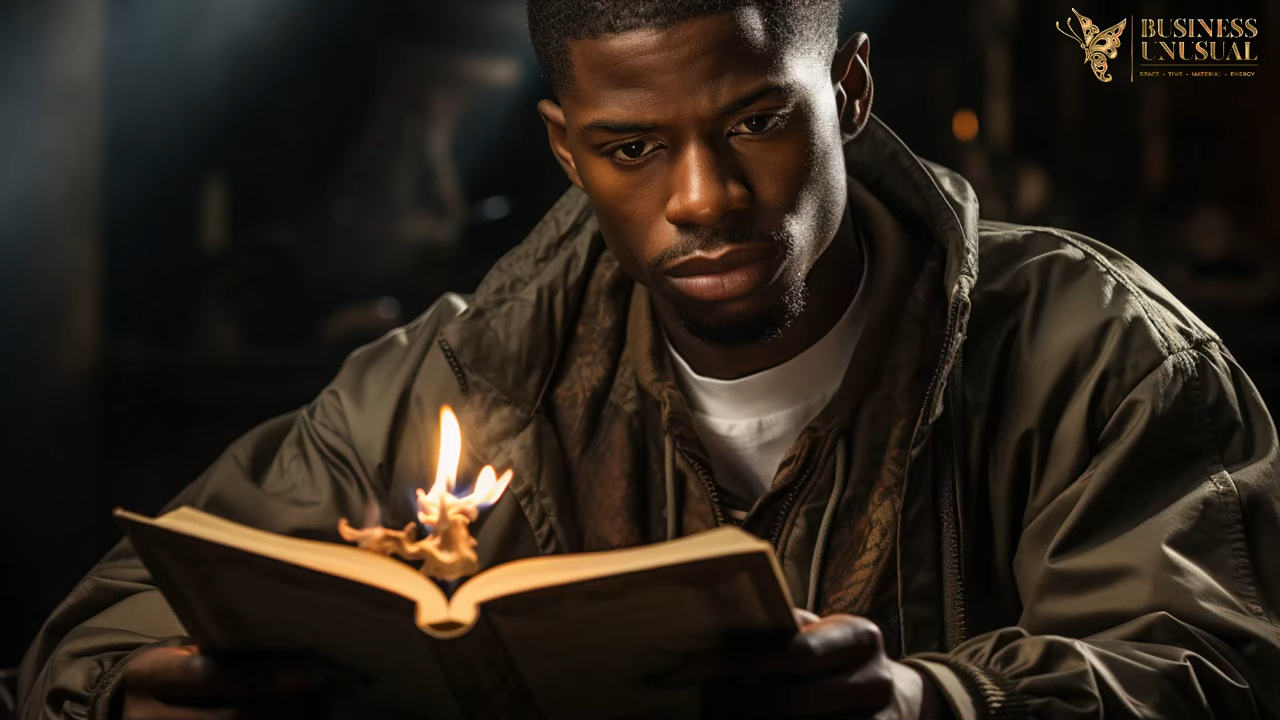 BUSINESS
UNUSUAL
SPACE - TIME - MATERIAL - ENERGY